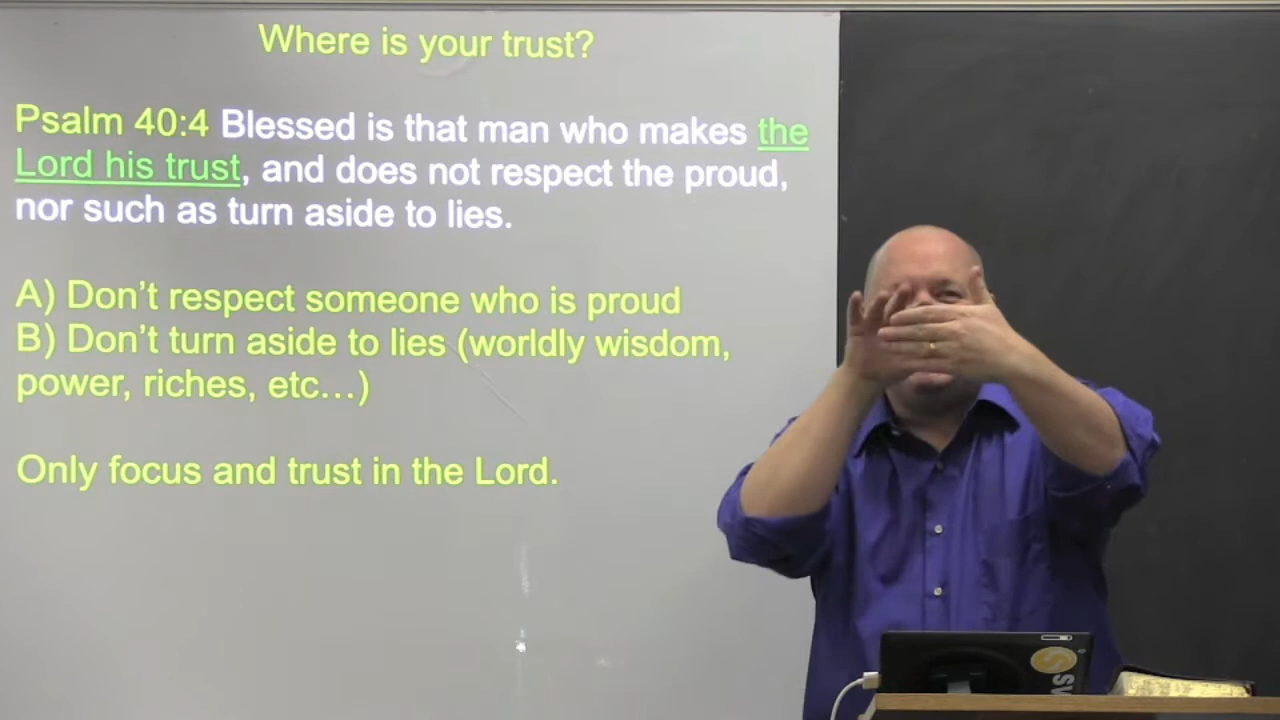 Where is your trust?
Psalm 40:4 Blessed is that man who makes the
Lord his trust, and does not respect the proud,
nor such as turn aside to lies.
A) Don't respect someone who is proud
B) Don't turn aside to lies (worldly wisdom,
power, riches, etc...)
Only focus and trust in the Lord.